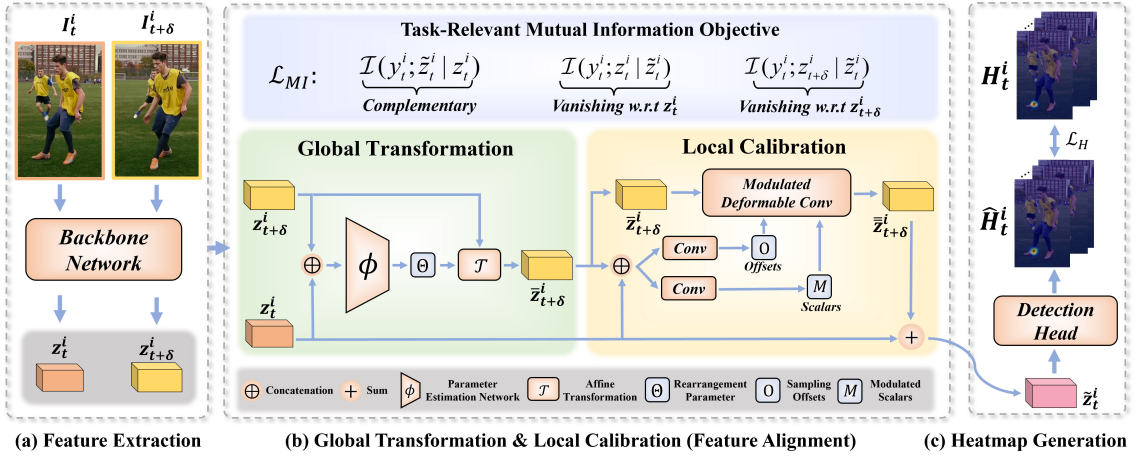 I_t^i
I_{t+δ}^i
Backbone
Network
z_t^i
z_{t+δ}^i
(a) Feature Extraction
Task-Relevant Mutual Information Objective
ℒ_{MI}: ℐ(y_t^i; z̃_t^i | z_t^i) ℐ(y_t^i; z_t^i | z̃_t^i) ℐ(y_t^i; z_{t+δ}^i | z̃_t^i)
Complementary
Vanishing w.r.t z_t^i
Vanishing w.r.t z_{t+δ}^i
Global Transformation
z_{t+δ}^i
ϕ
Θ
𝒯
z̄_{t+δ}^i
z_t^i
Local Calibration
z̄_{t+δ}^i
Modulated
Deformable Conv
z̿_{t+δ}^i
Conv
O
Offsets
Conv
M
Scalars
⊕ Concatenation
+ Sum
ϕ Parameter
Estimation Network
𝒯 Affine
Transformation
Θ Rearrangement
Parameter
O Sampling
Offsets
M Modulated
Scalars
(b) Global Transformation & Local Calibration (Feature Alignment)
H_t^i
ℒ_H
Ĥ_t^i
Detection
Head
z̃_t^i
(c) Heatmap Generation